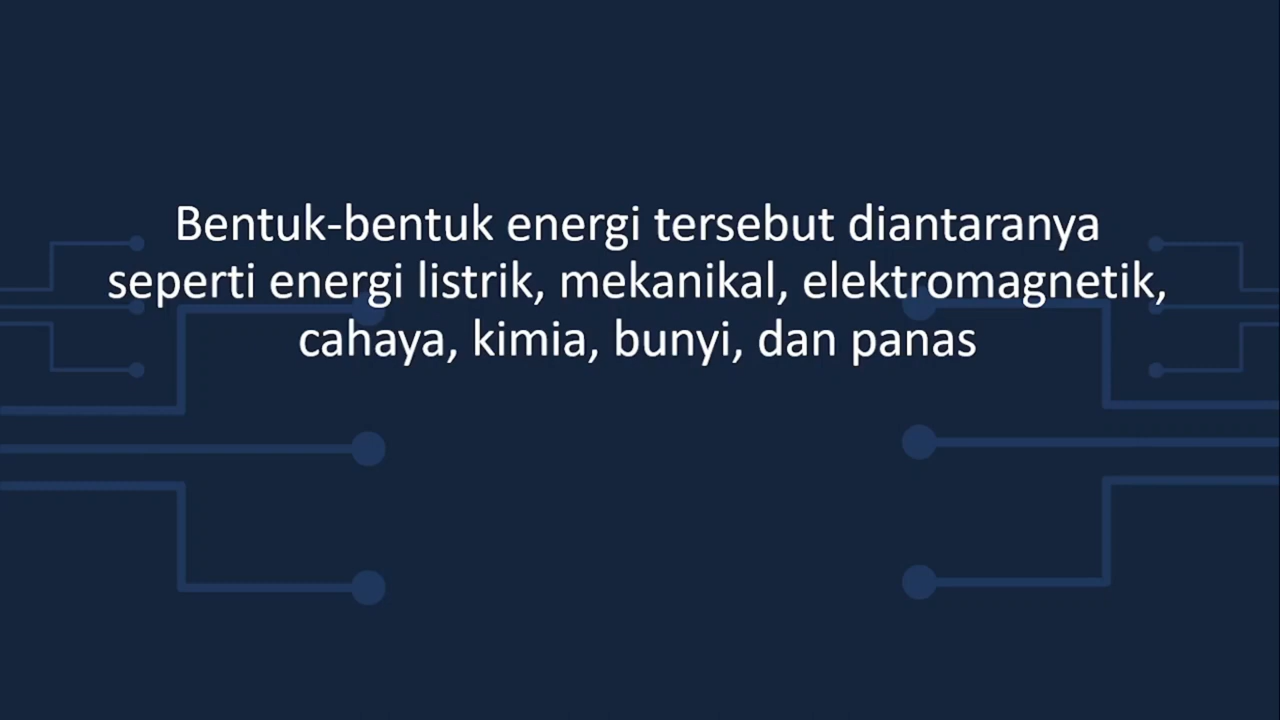 Bentuk-bentuk energi tersebut diantaranya
seperti energi listrik, mekanikal, elektromagnetik,
cahaya, kimia, bunyi, dan panas